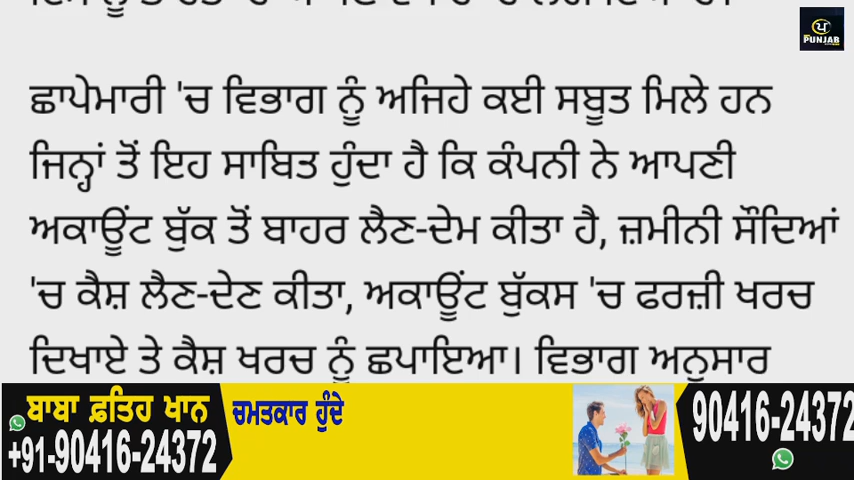 ਪੰ
PUNJAB
ਛਾਪੇਮਾਰੀ 'ਚ ਵਿਭਾਗ ਨੂੰ ਅਜਿਹੇ ਕਈ ਸਬੂਤ ਮਿਲੇ ਹਨ
ਜਿਨ੍ਹਾਂ ਤੋਂ ਇਹ ਸਾਬਿਤ ਹੁੰਦਾ ਹੈ ਕਿ ਕੰਪਨੀ ਨੇ ਆਪਣੀ
ਅਕਾਊਂਟ ਬੁੱਕ ਤੋਂ ਬਾਹਰ ਲੈਣ-ਦੇਮ ਕੀਤਾ ਹੈ, ਜ਼ਮੀਨੀ ਸੌਦਿਆਂ
'ਚ ਕੈਸ਼ ਲੈਣ-ਦੇਣ ਕੀਤਾ, ਅਕਾਊਂਟ ਬੁੱਕਸ 'ਚ ਫਰਜ਼ੀ ਖਰਚ
ਦਿਖਾਏ ਤੇ ਕੈਸ਼ ਖਰਚ ਨੂੰ ਛਪਾਇਆ। ਵਿਭਾਗ ਅਨੁਸਾਰ
ਬਾਬਾ ਫ਼ਤਿਹ ਖਾਨ
+91-90416-24372
ਚਮਤਕਾਰ ਹੂੰਦੇ
90416-24372